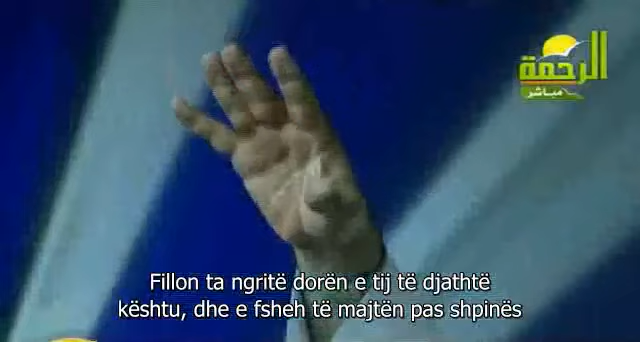 الرحمة
مباشر
Fillon ta ngritë dorën e tij të djathtë
kështu, dhe e fsheh të majtën pas shpinës